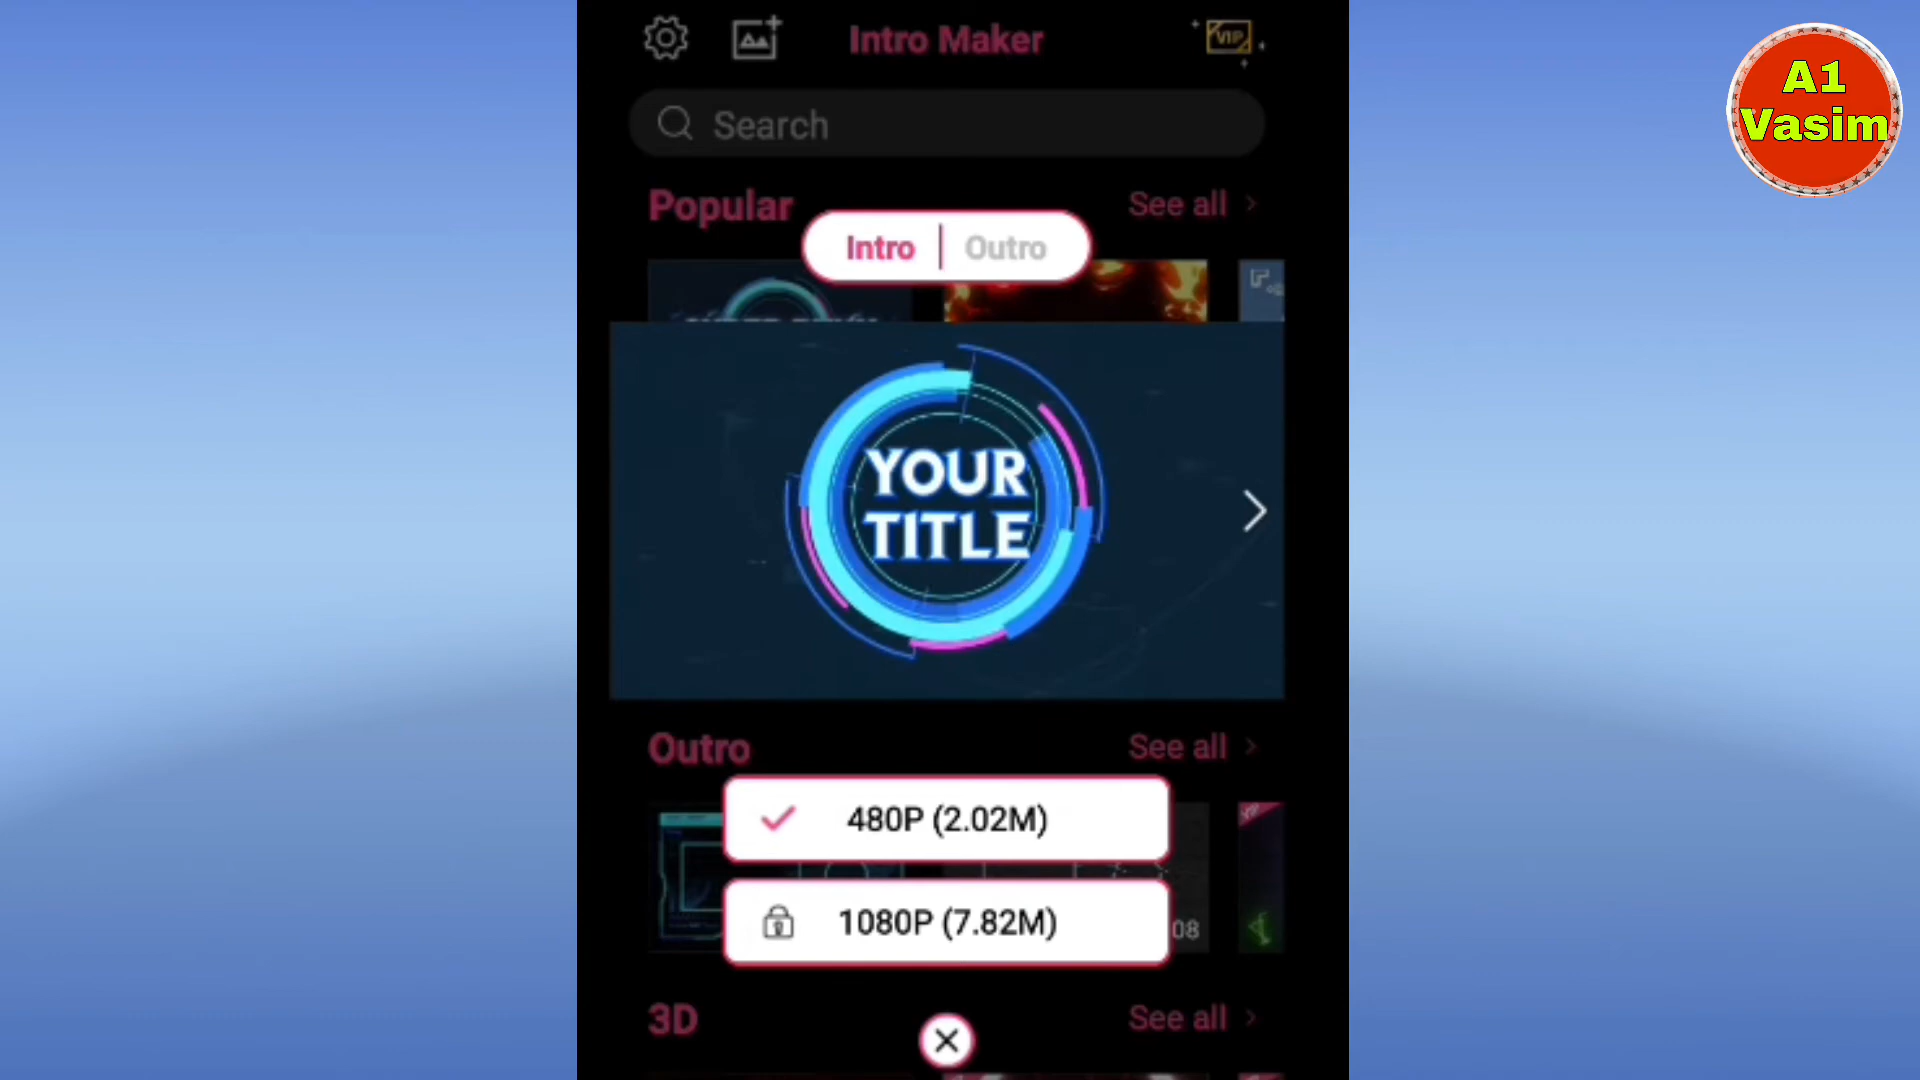 Intro Maker
VIP
A1
Vasim
Search
Popular
See all
Intro
Outro
YOUR
TITLE
Outro
See all
480P (2.02M)
1080P (7.82M)
08
3D
See all